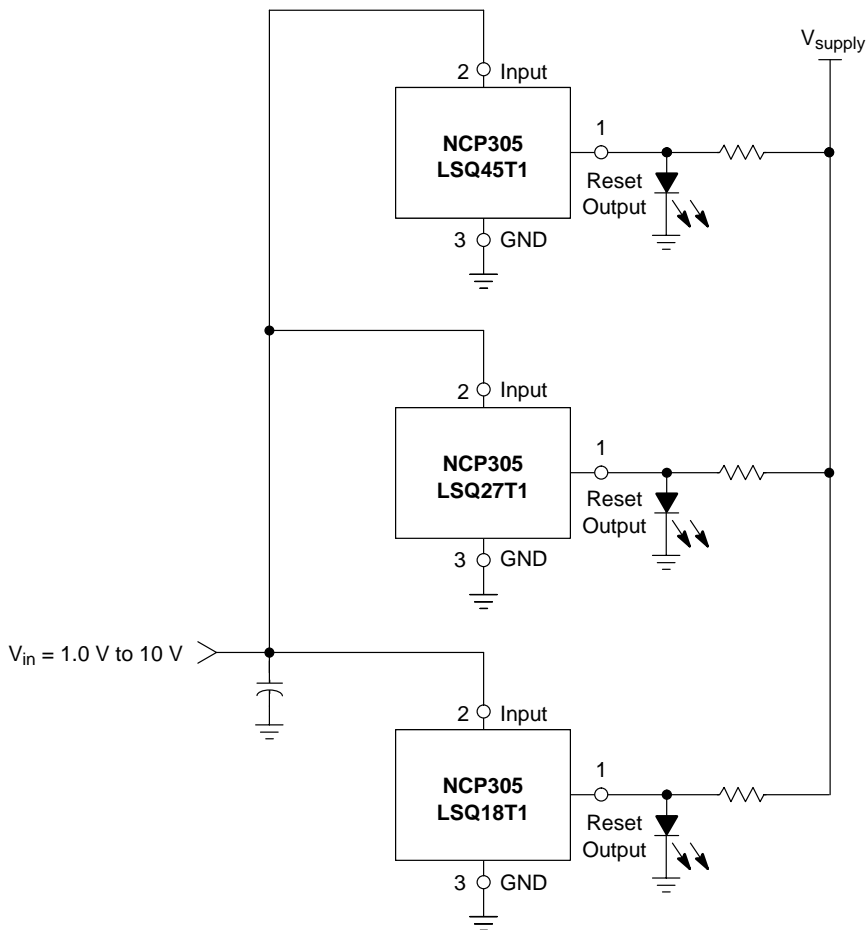 V_supply
2 Input
NCP305
LSQ45T1
1
Reset
Output
3 GND
2 Input
NCP305
LSQ27T1
1
Reset
Output
3 GND
V_in = 1.0 V to 10 V
2 Input
NCP305
LSQ18T1
1
Reset
Output
3 GND